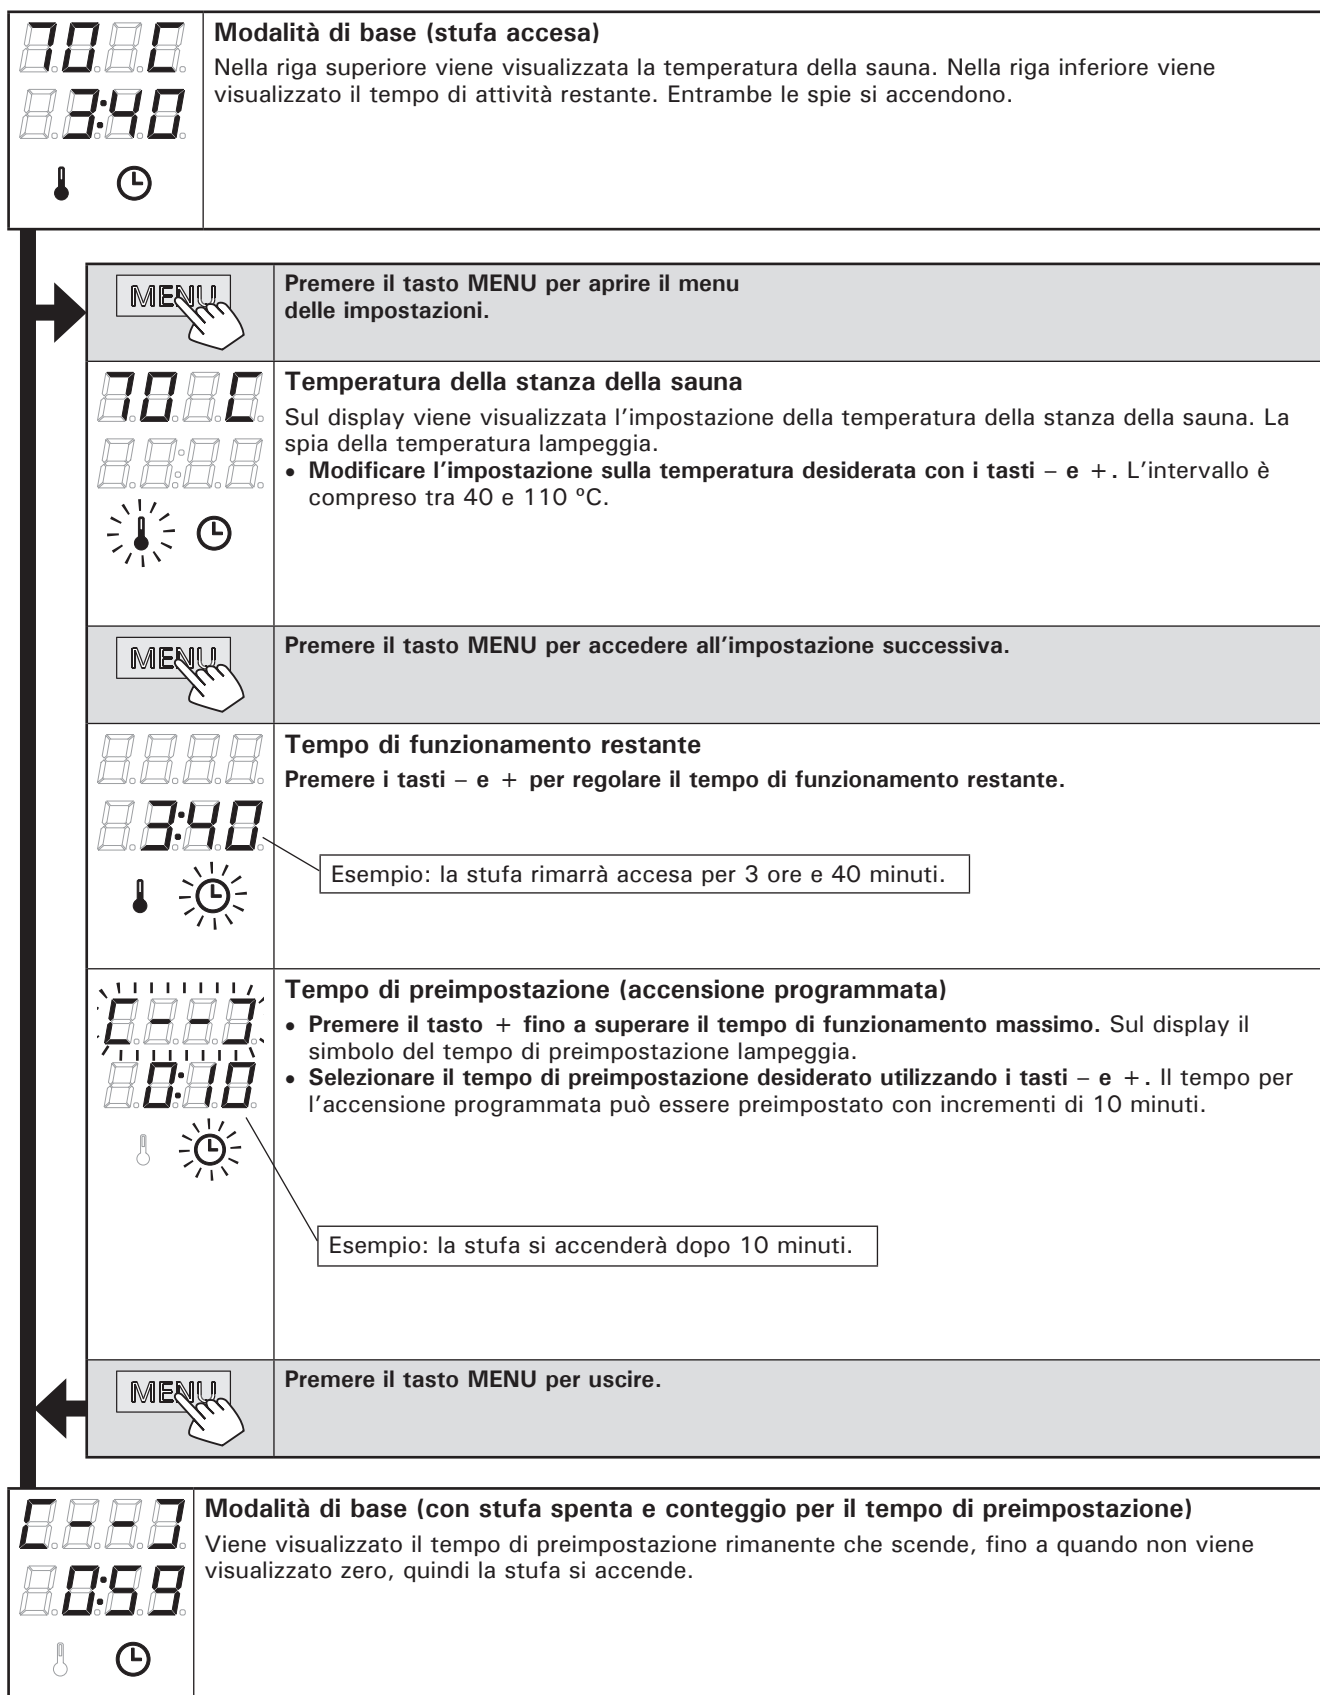 70 C
Modalità di base (stufa accesa)
Nella riga superiore viene visualizzata la temperatura della sauna. Nella riga inferiore viene
visualizzato il tempo di attività restante. Entrambe le spie si accendono.
3:40
MENU
Premere il tasto MENU per aprire il menu
delle impostazioni.
70 C
Temperatura della stanza della sauna
Sul display viene visualizzata l’impostazione della temperatura della stanza della sauna. La
spia della temperatura lampeggia.
• Modificare l’impostazione sulla temperatura desiderata con i tasti – e +. L’intervallo è
compreso tra 40 e 110 °C.
MENU
Premere il tasto MENU per accedere all’impostazione successiva.
Tempo di funzionamento restante
Premere i tasti – e + per regolare il tempo di funzionamento restante.
3:40
Esempio: la stufa rimarrà accesa per 3 ore e 40 minuti.
[--]
Tempo di preimpostazione (accensione programmata)
• Premere il tasto + fino a superare il tempo di funzionamento massimo. Sul display il
simbolo del tempo di preimpostazione lampeggia.
0:10
• Selezionare il tempo di preimpostazione desiderato utilizzando i tasti – e +. Il tempo per
l’accensione programmata può essere preimpostato con incrementi di 10 minuti.
Esempio: la stufa si accenderà dopo 10 minuti.
MENU
Premere il tasto MENU per uscire.
[--]
Modalità di base (con stufa spenta e conteggio per il tempo di preimpostazione)
Viene visualizzato il tempo di preimpostazione rimanente che scende, fino a quando non viene
visualizzato zero, quindi la stufa si accende.
0:59